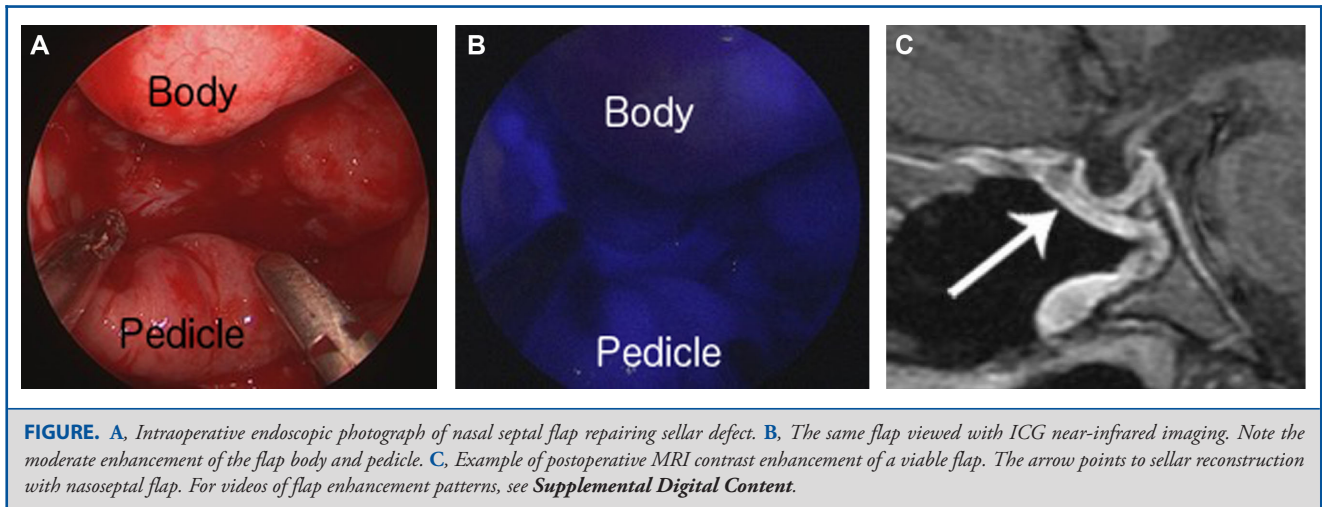 A
Body
Pedicle
B
Body
Pedicle
C
FIGURE. A, Intraoperative endoscopic photograph of nasal septal flap repairing sellar defect. B, The same flap viewed with ICG near-infrared imaging. Note the
moderate enhancement of the flap body and pedicle. C, Example of postoperative MRI contrast enhancement of a viable flap. The arrow points to sellar reconstruction
with nasoseptal flap. For videos of flap enhancement patterns, see Supplemental Digital Content.